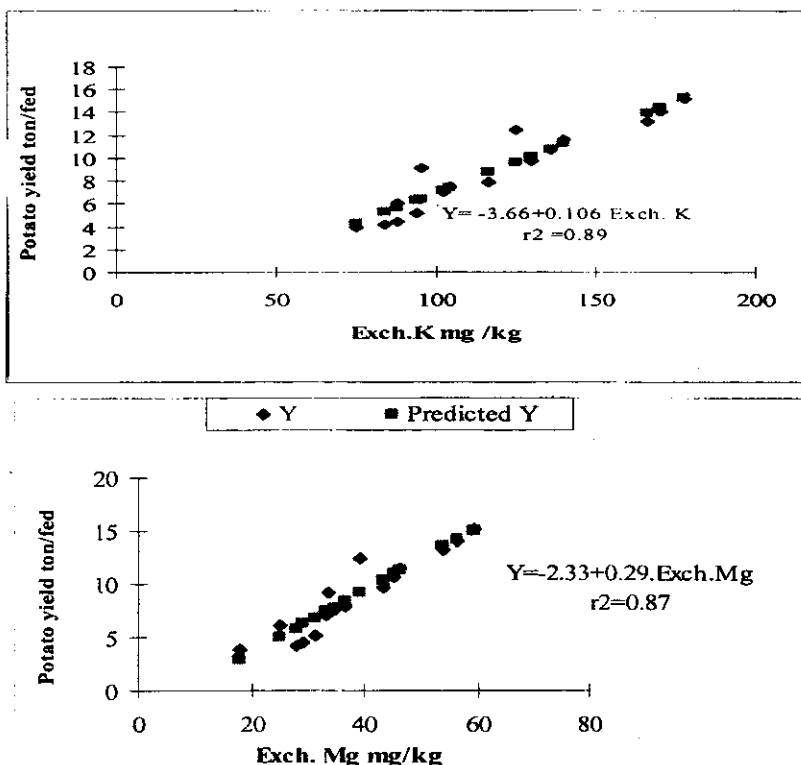 Potato yield ton/fed
18
16
14
12
10
8
6
4
2
0
Y= -3.66+0.106 Exch. K
r2 =0.89
0 50 100 150 200
Exch.K mg /kg
Y Predicted Y
Potato yield ton/fed
20
15
10
5
0
Y=-2.33+0.29.Exch.Mg
r2=0.87
0 20 40 60 80
Exch. Mg mg/kg